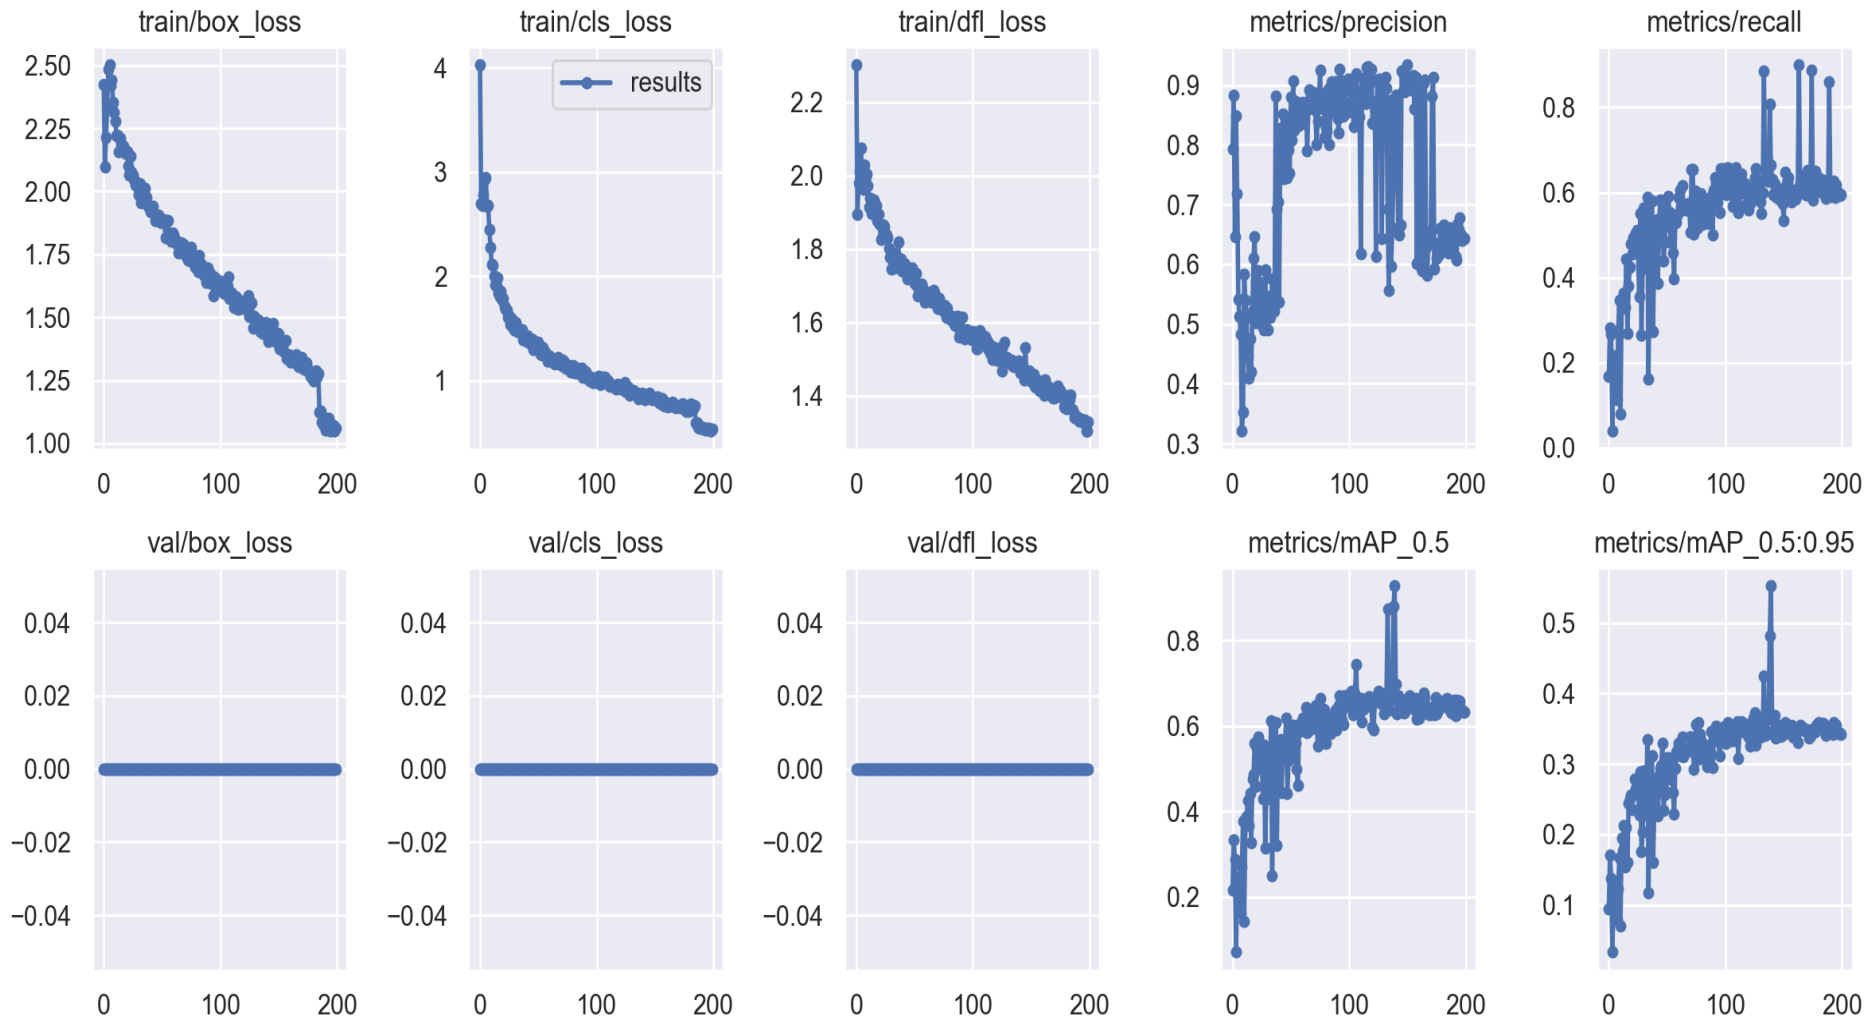 train/box_loss
train/cls_loss
train/dfl_loss
metrics/precision
metrics/recall
2.50
2.25
2.00
1.75
1.50
1.25
1.00
0 100 200
4
3
2
1
results
0 100 200
2.2
2.0
1.8
1.6
1.4
0 100 200
0.9
0.8
0.7
0.6
0.5
0.4
0.3
0 100 200
0.8
0.6
0.4
0.2
0.0
0 100 200
val/box_loss
val/cls_loss
val/dfl_loss
metrics/mAP_0.5
metrics/mAP_0.5:0.95
0.04
0.02
0.00
−0.02
−0.04
0 100 200
0.04
0.02
0.00
−0.02
−0.04
0 100 200
0.04
0.02
0.00
−0.02
−0.04
0 100 200
0.8
0.6
0.4
0.2
0 100 200
0.5
0.4
0.3
0.2
0.1
0 100 200